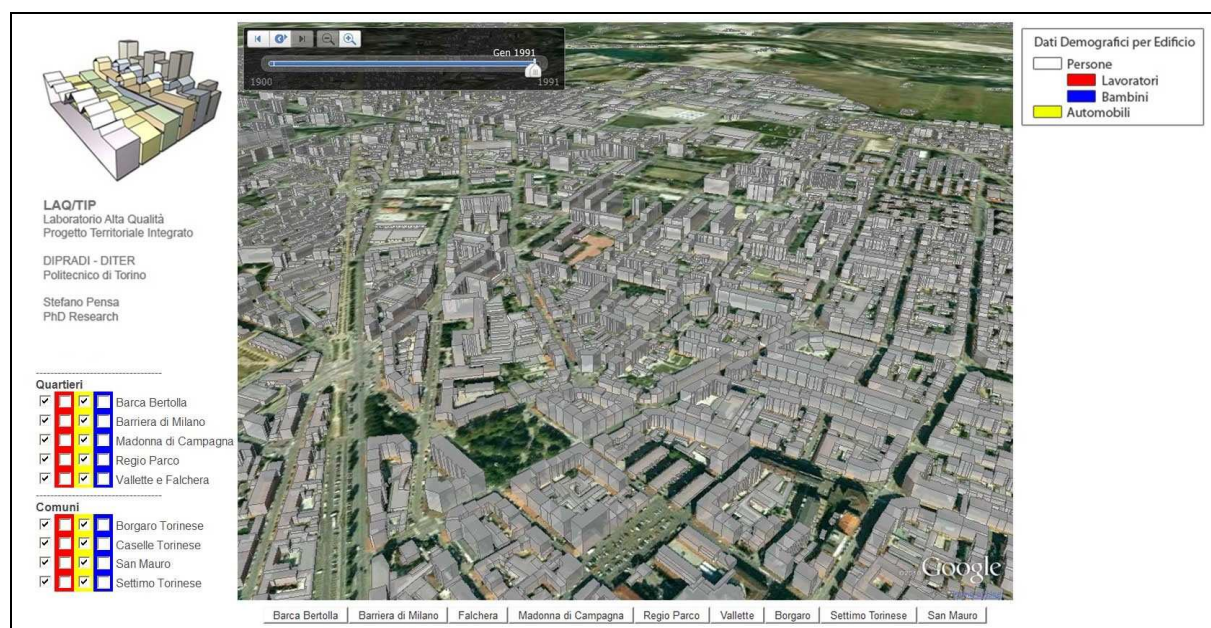 Gen 1991
1900
1991
Dati Demografici per Edificio
Persone
Lavoratori
Bambini
Automobili
LAQ/TIP
Laboratorio Alta Qualità
Progetto Territoriale Integrato
DIPRADI - DITER
Politecnico di Torino
Stefano Pensa
PhD Research
Quartieri
Barca Bertolla
Barriera di Milano
Madonna di Campagna
Regio Parco
Vallette e Falchera
Comuni
Borgaro Torinese
Caselle Torinese
San Mauro
Settimo Torinese
Google
Barca Bertolla Barriera di Milano Falchera Madonna di Campagna Regio Parco Vallette Borgaro Settimo Torinese San Mauro